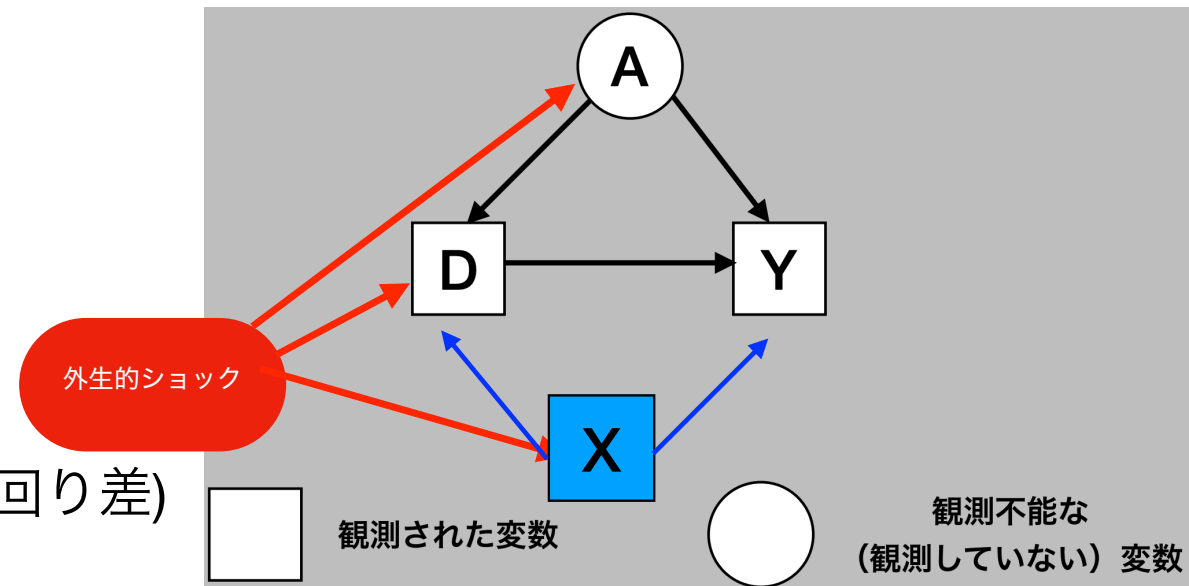 A
D
Y
外生的ショック
X
回り差)
観測された変数
観測不能な
（観測していない）変数